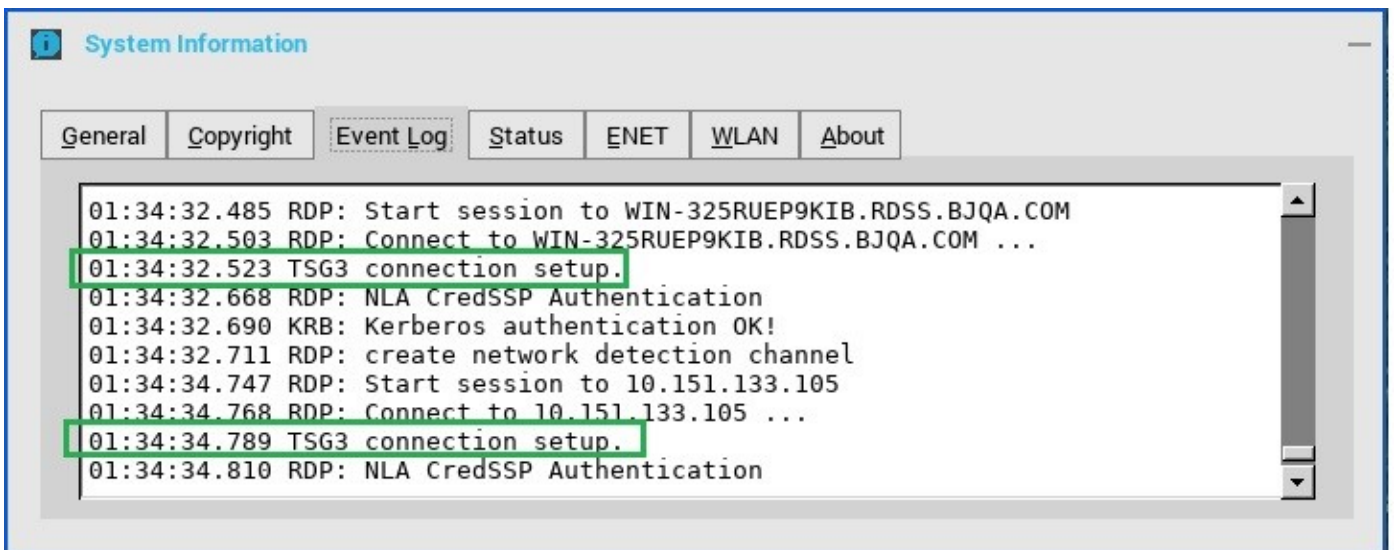 System Information
General Copyright Event Log Status ENET WLAN About
01:34:32.485 RDP: Start session to WIN-325RUEP9KIB.RDSS.BJQA.COM
01:34:32.503 RDP: Connect to WIN-325RUEP9KIB.RDSS.BJQA.COM ...
01:34:32.523 TSG3 connection setup.
01:34:32.668 RDP: NLA CredSSP Authentication
01:34:32.690 KRB: Kerberos authentication OK!
01:34:32.711 RDP: create network detection channel
01:34:34.747 RDP: Start session to 10.151.133.105
01:34:34.768 RDP: Connect to 10.151.133.105 ...
01:34:34.789 TSG3 connection setup.
01:34:34.810 RDP: NLA CredSSP Authentication